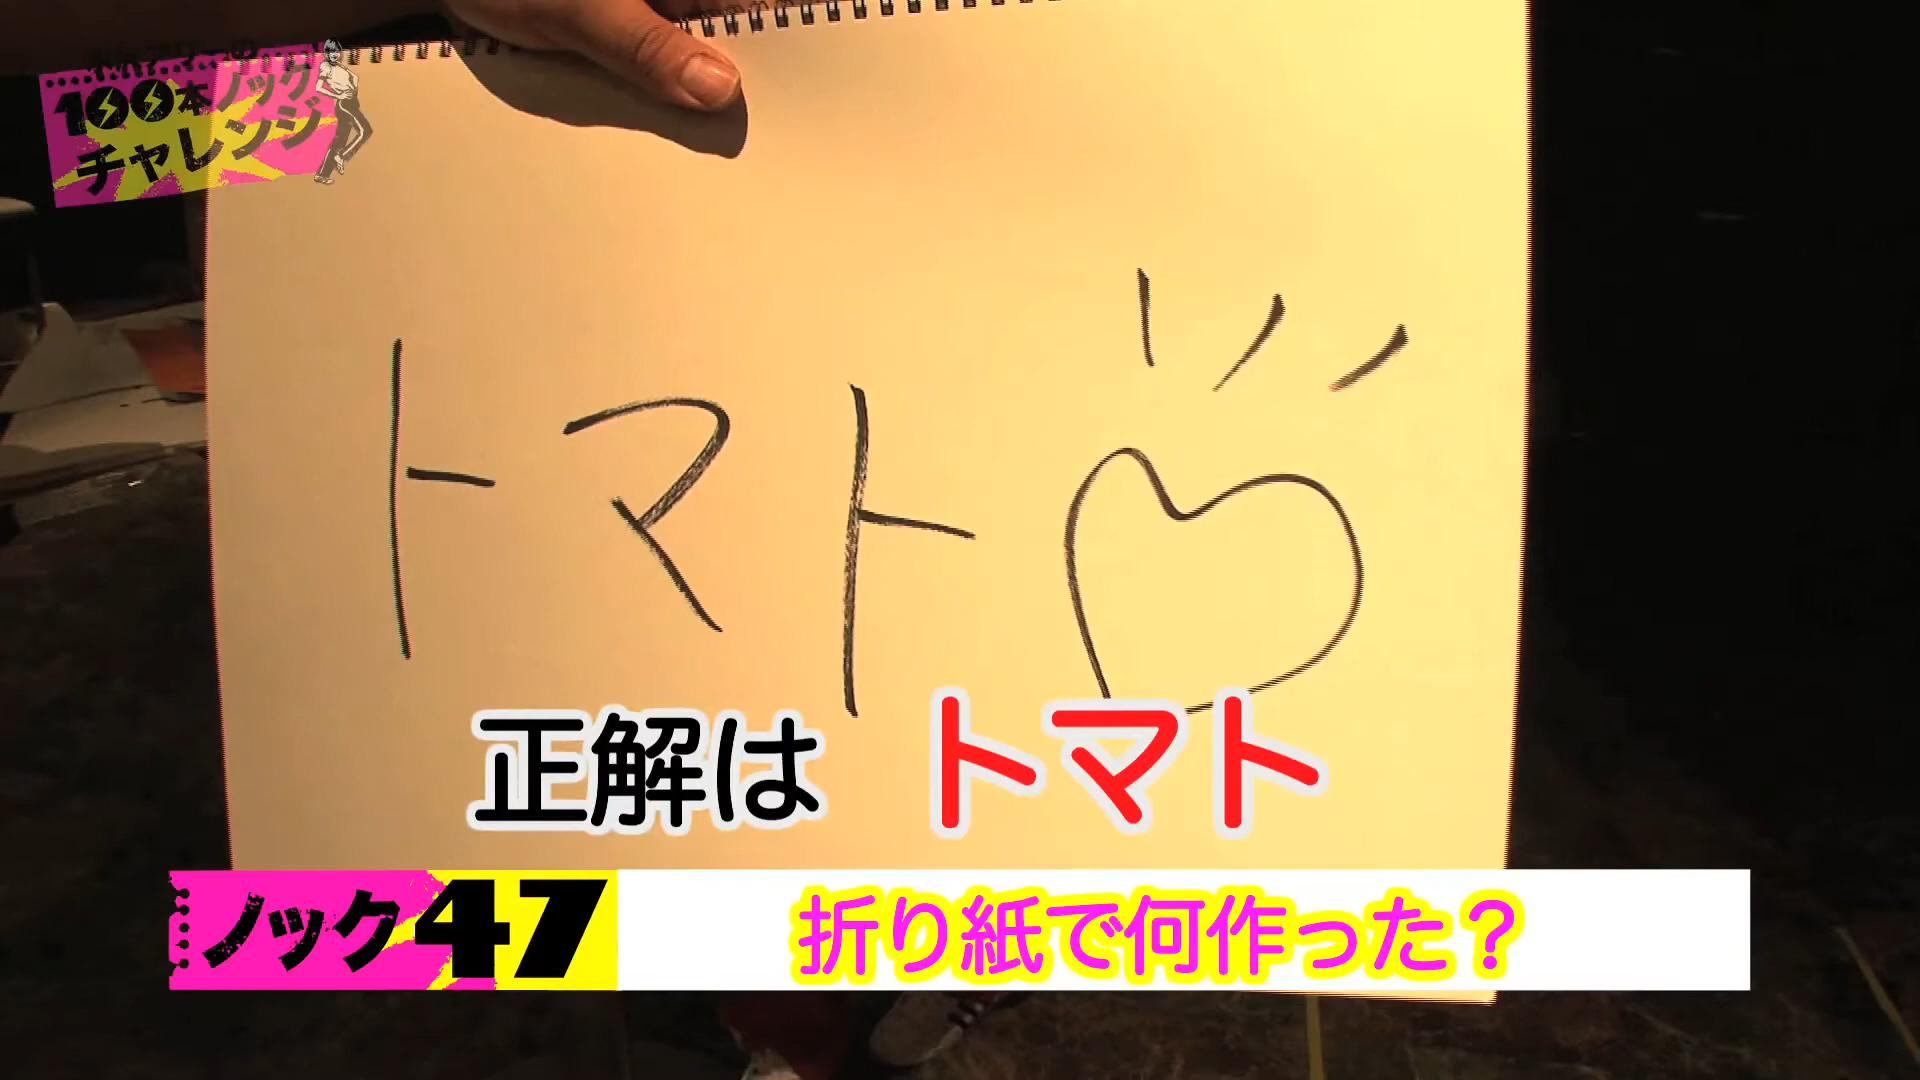 100本ノック
チャレンジ
トマト
正解は トマト
ノック47
折り紙で何作った?